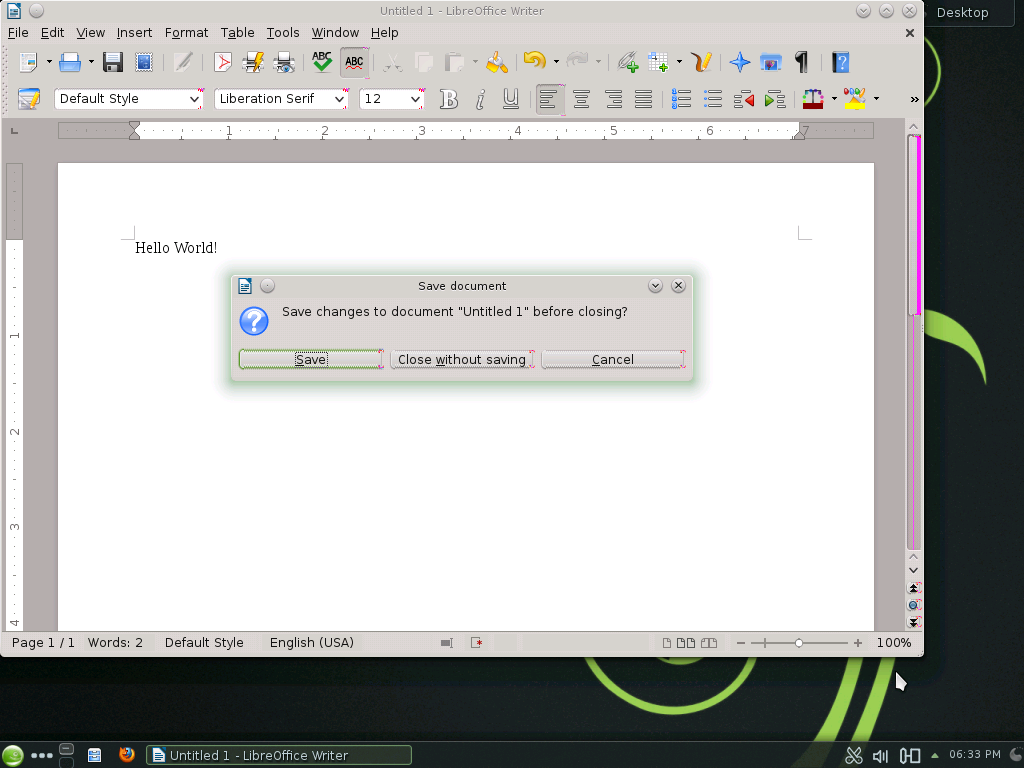 Untitled 1 - LibreOffice Writer
Desktop
File Edit View Insert Format Table Tools Window Help
ABC ABC
Default Style Liberation Serif 12 B i U »
1 2 3 4 5 6 7
Hello World!
Save document
Save changes to document "Untitled 1" before closing?
Save Close without saving Cancel
1
2
3
4
Page 1 / 1 Words: 2 Default Style English (USA) 100%
Untitled 1 - LibreOffice Writer 06:33 PM